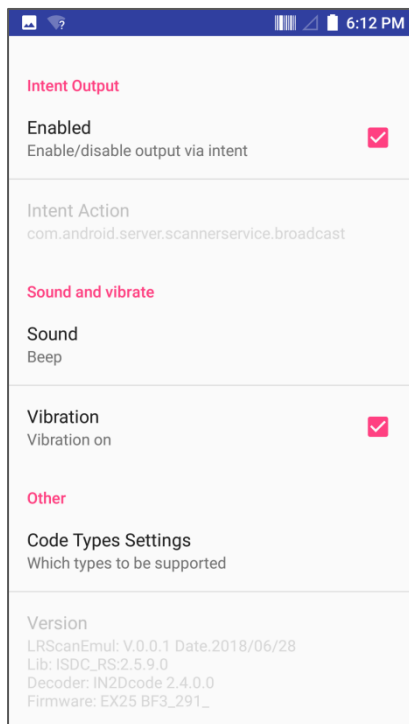 6:12 PM
Intent Output
Enabled
Enable/disable output via intent
Intent Action
com.android.server.scannerservice.broadcast
Sound and vibrate
Sound
Beep
Vibration
Vibration on
Other
Code Types Settings
Which types to be supported
Version
LRScanEmul: V.0.0.1 Date.2018/06/28
Lib: ISDC_RS:2.5.9.0
Decoder: IN2Dcode 2.4.0.0
Firmware: EX25 BF3_291_